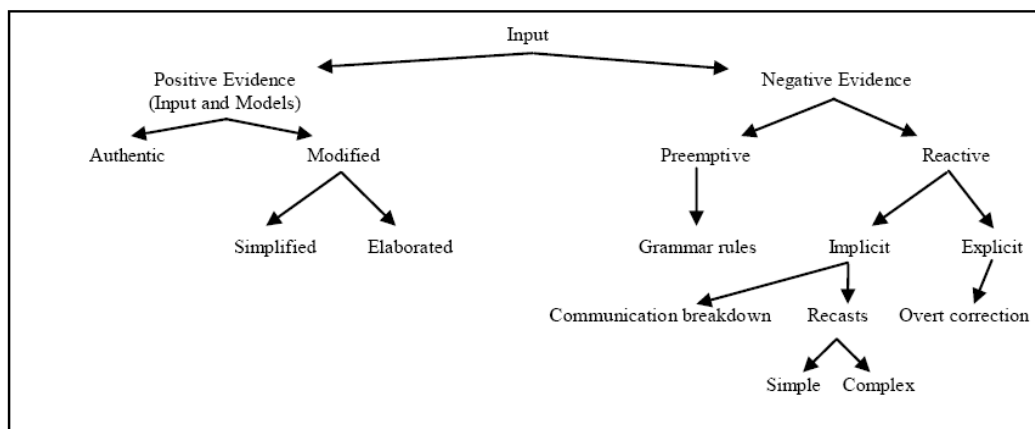 Input
Positive Evidence
(Input and Models)
Negative Evidence
Authentic
Modified
Preemptive
Reactive
Simplified
Elaborated
Grammar rules
Implicit
Explicit
Communication breakdown
Recasts
Overt correction
Simple
Complex